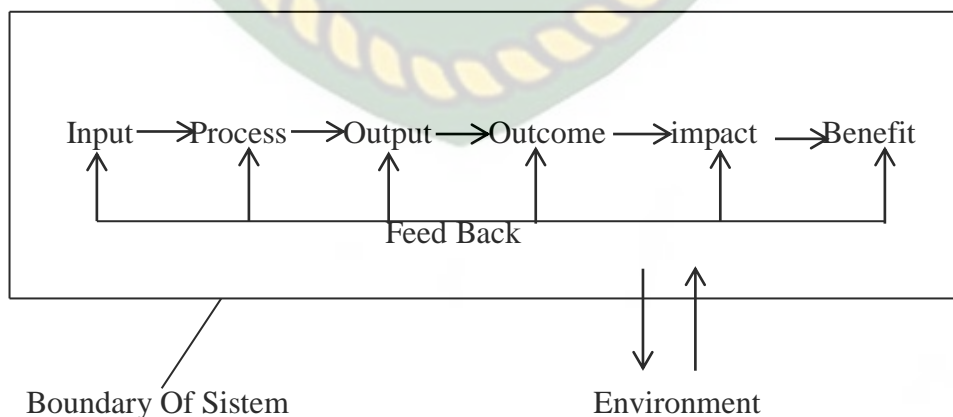 Input Process Output Outcome impact Benefit
Feed Back
Boundary Of Sistem Environment